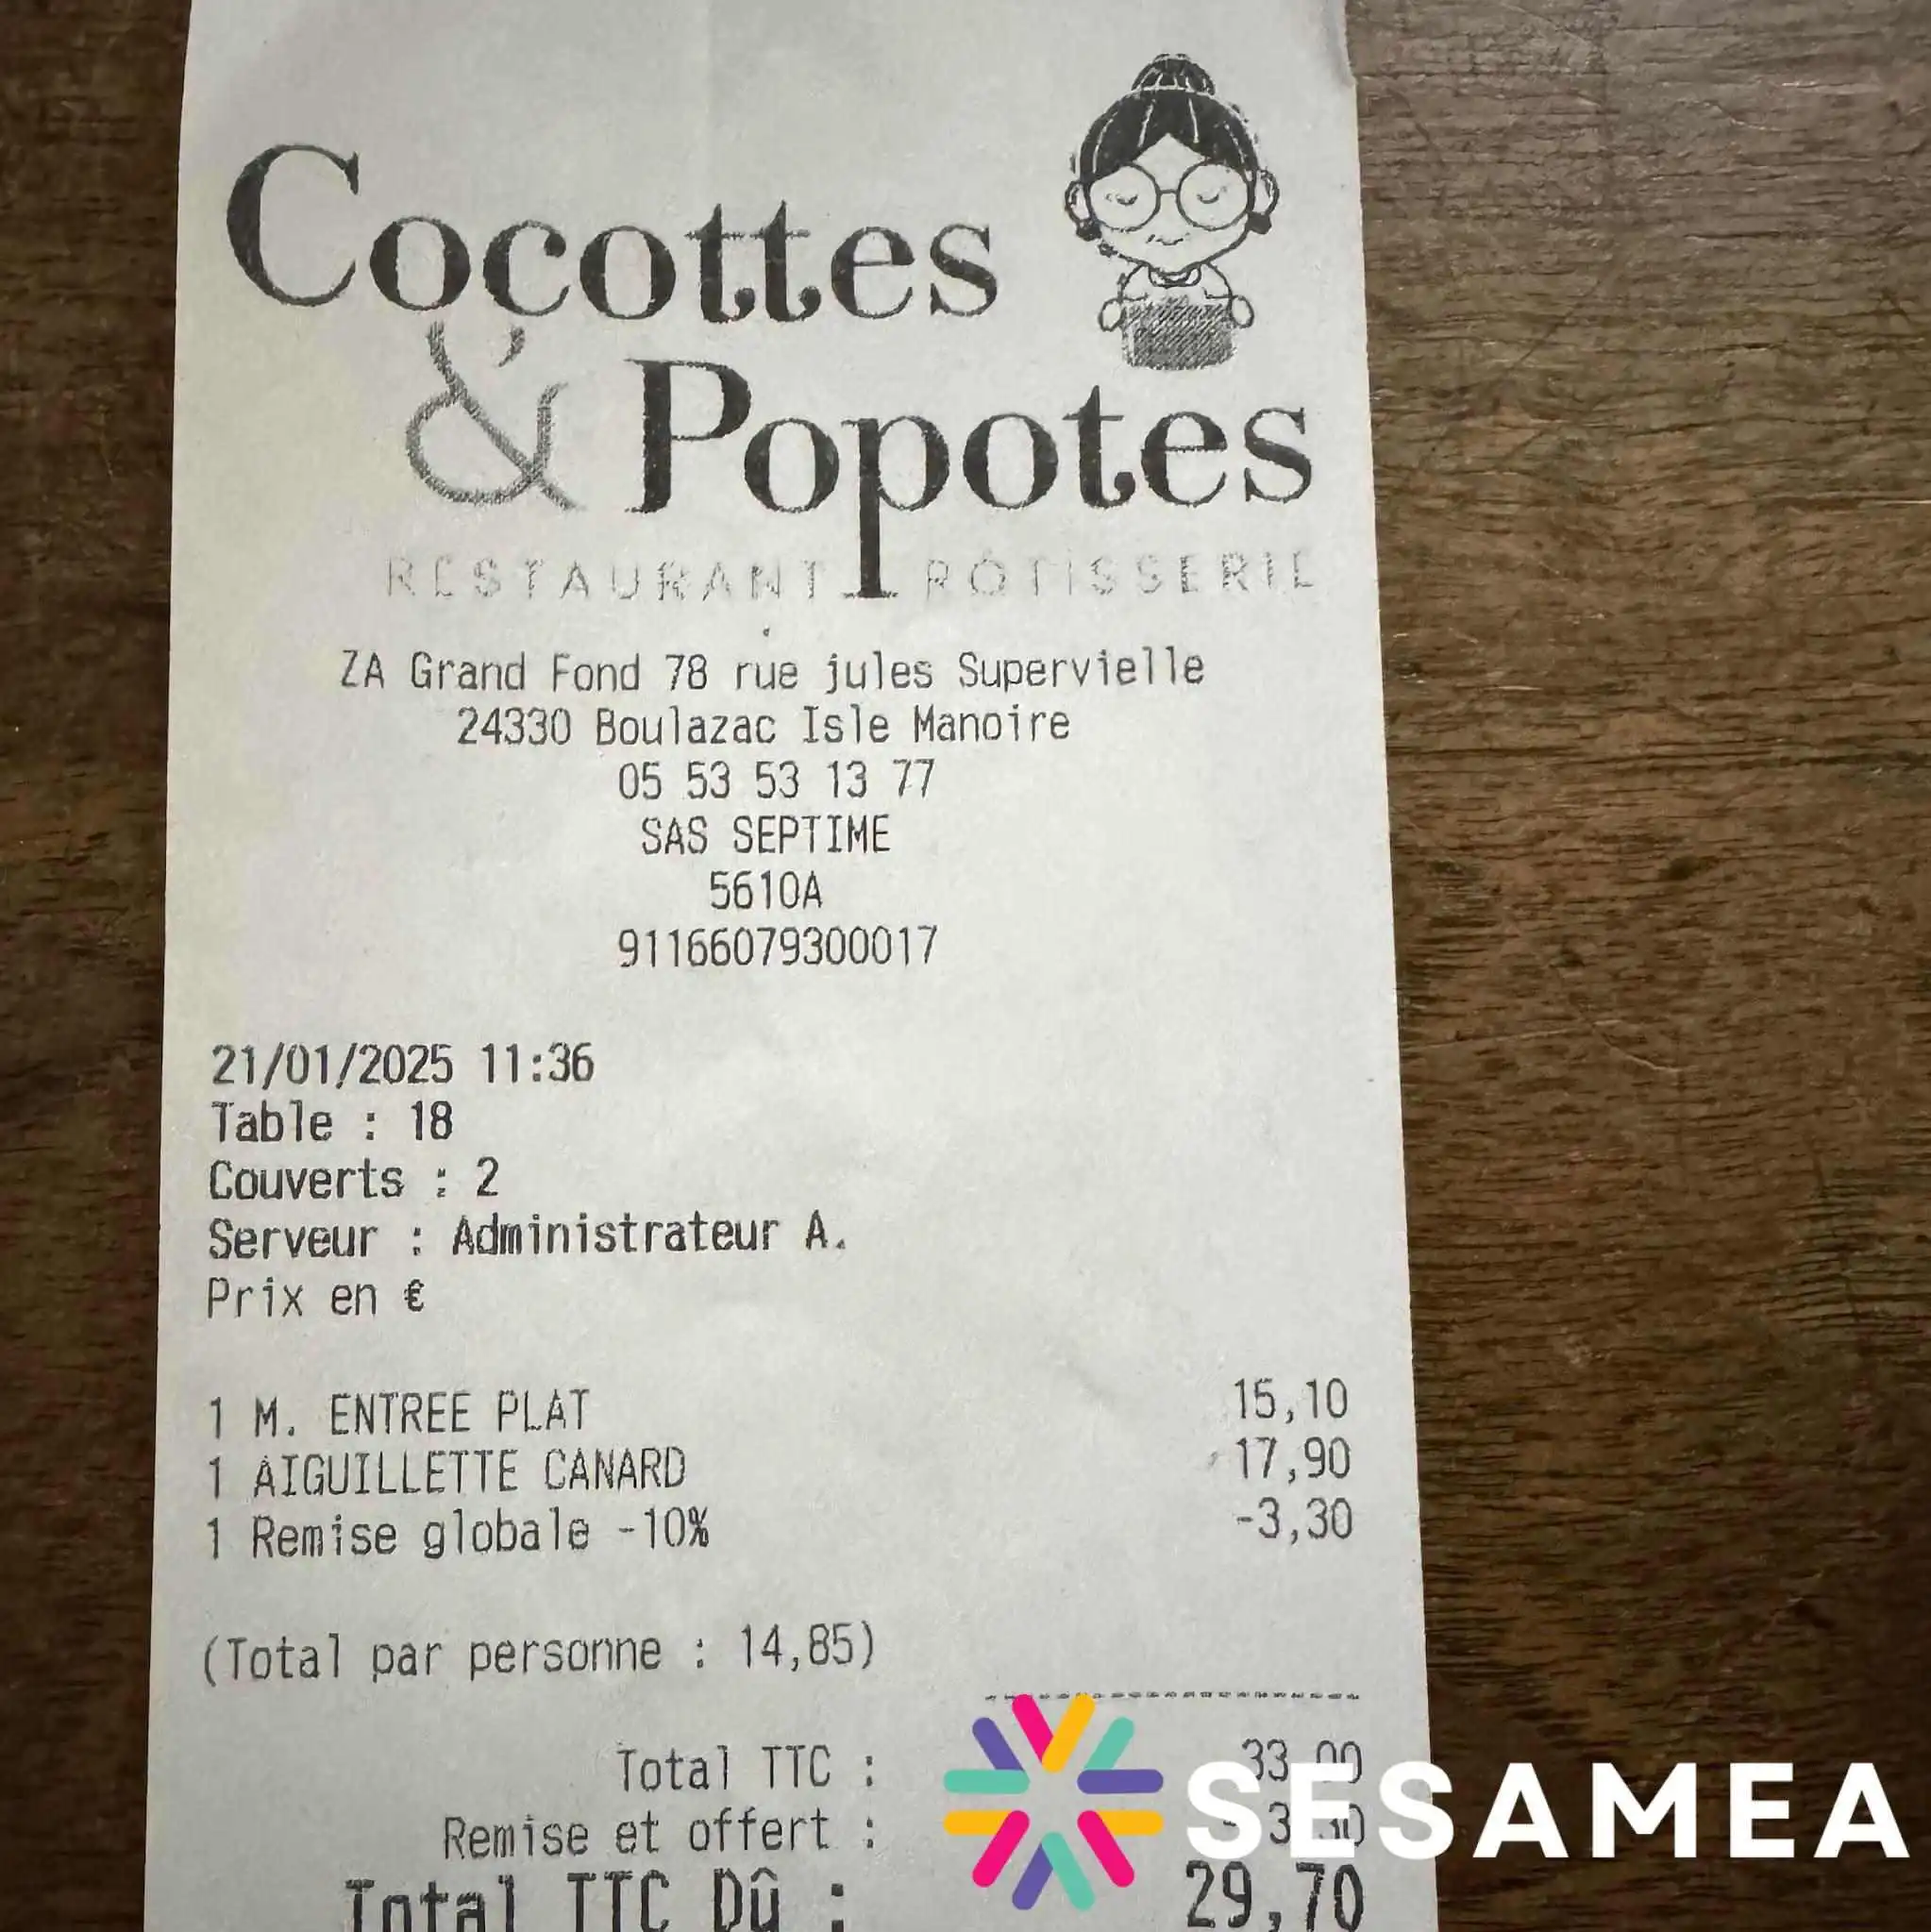 Cocottes
& Popotes
RESTAURANT RÔTISSERIE
ZA Grand Fond 78 rue jules Supervielle
24330 Boulazac Isle Manoire
05 53 53 13 77
SAS SEPTIME
5610A
91166079300017
21/01/2025 11:36
Table : 18
Couverts : 2
Serveur : Administrateur A.
Prix en €
1 M. ENTREE PLAT 15,10
1 AIGUILLETTE CANARD 17,90
1 Remise globale -10% -3,30
(Total par personne : 14,85)
Total TTC : 33,00
Remise et offert :
SESAMEA
Total TTC Dû : 29,70